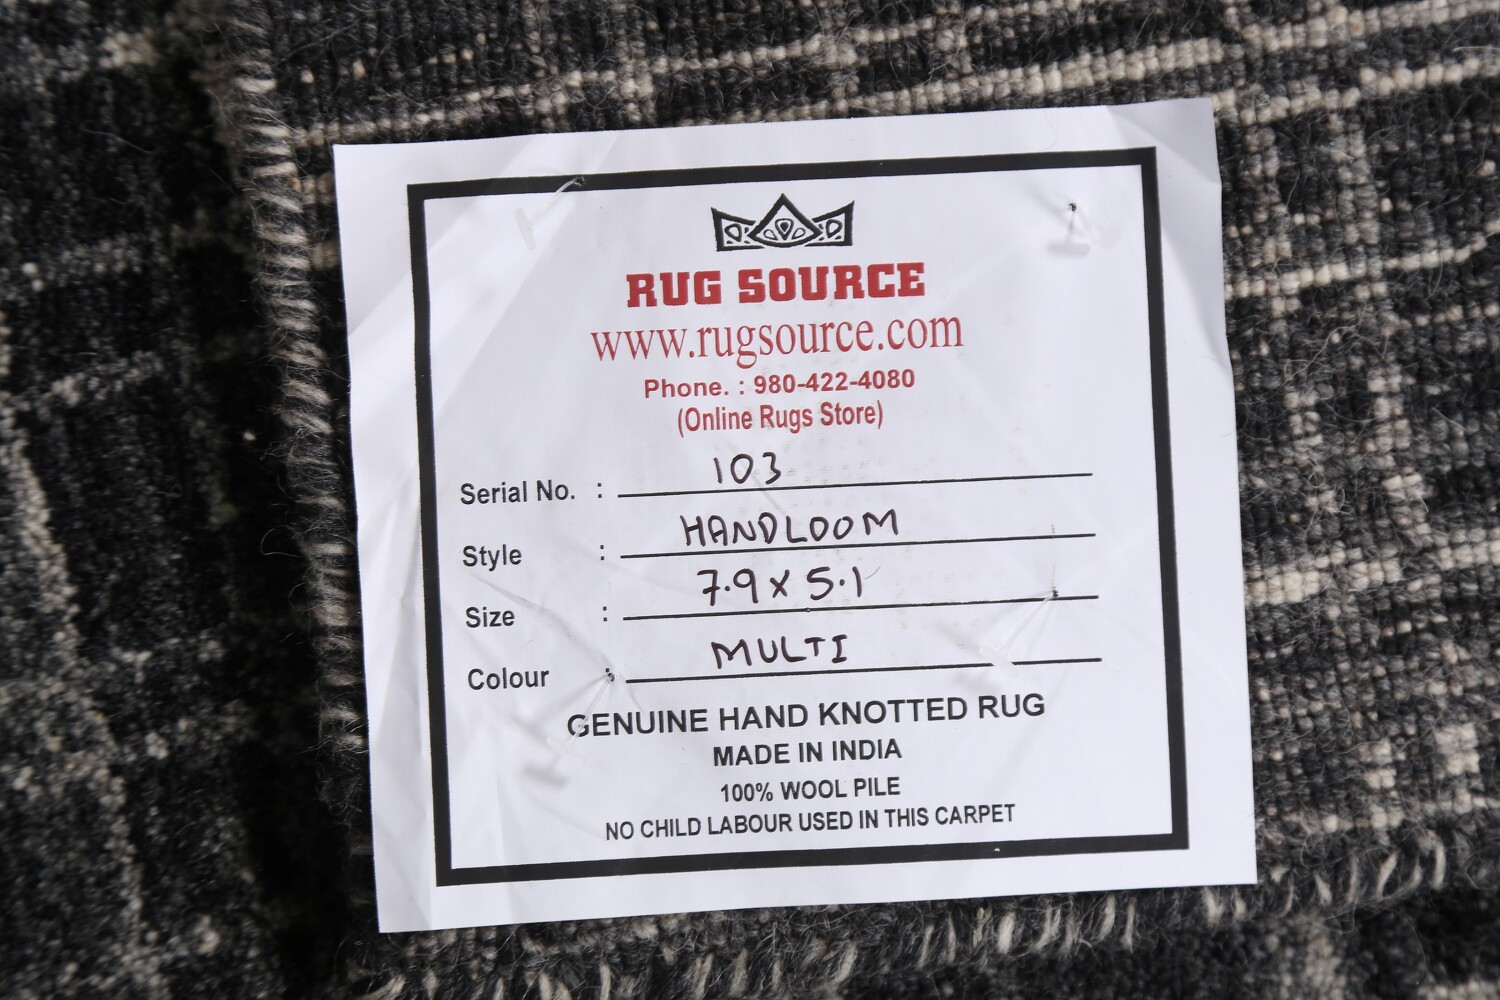 RUG SOURCE
www.rugsource.com
Phone. : 980-422-4080
(Online Rugs Store)
Serial No. : 103
Style : HANDLOOM
Size : 7.9 x 5.1
Colour : MULTI
GENUINE HAND KNOTTED RUG
MADE IN INDIA
100% WOOL PILE
NO CHILD LABOUR USED IN THIS CARPET